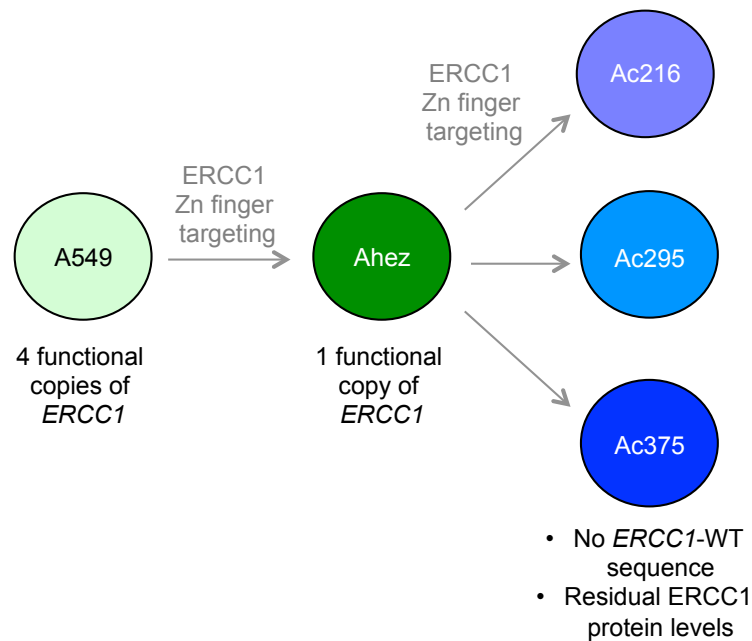 ERCC1
Zn finger
targeting
Ac216
ERCC1
Zn finger
targeting
A549
Ahez
Ac295
4 functional
copies of
ERCC1
1 functional
copy of
ERCC1
Ac375
• No ERCC1-WT
sequence
• Residual ERCC1
protein levels